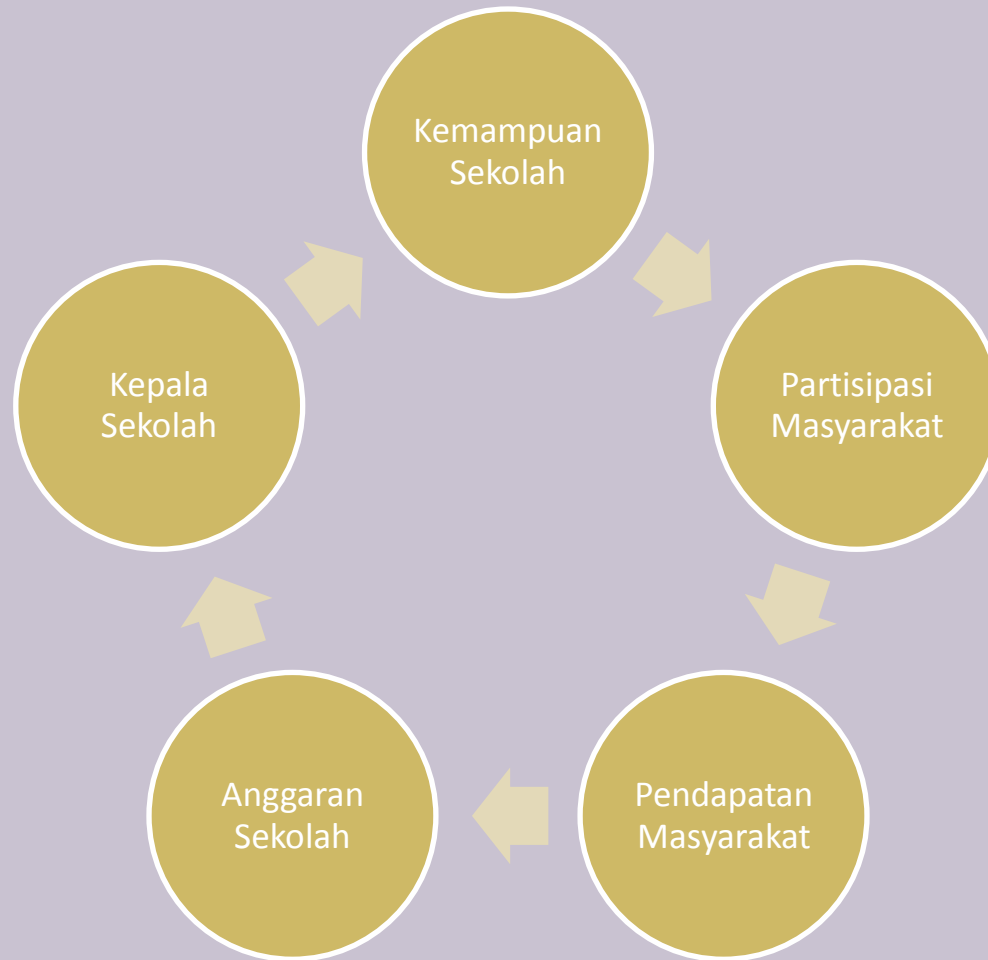 Kemampuan
Sekolah
Partisipasi
Masyarakat
Pendapatan
Masyarakat
Anggaran
Sekolah
Kepala
Sekolah